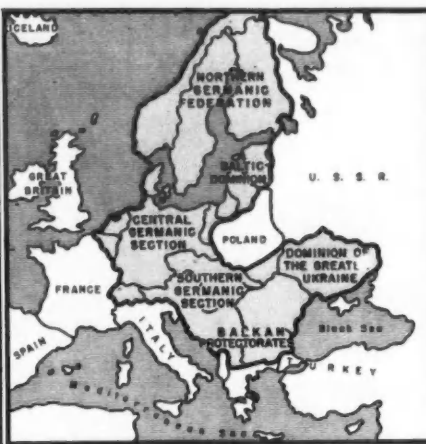 ICELAND
NORTHERN
GERMANIC
FEDERATION
BALTIC
DOMINION
U. S. S. R.
GREAT
BRITAIN
CENTRAL
GERMANIC
SECTION
POLAND
DOMINION OF
THE GREAT
UKRAINE
FRANCE
SOUTHERN
GERMANIC
SECTION
ITALY
BALKAN
PROTECTORATES
Black Sea
SPAIN
TURKEY
Mediterranean Sea